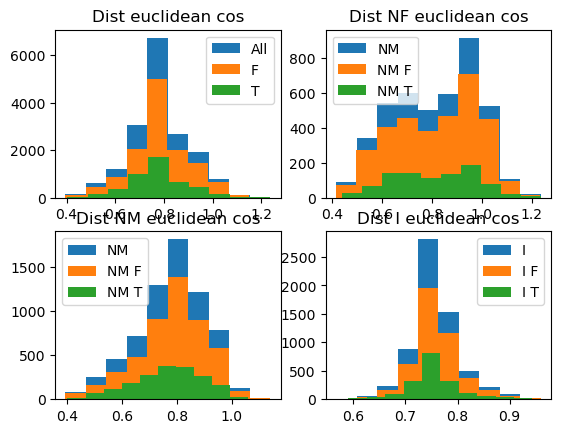 Dist euclidean cos
6000
4000
2000
0
0.4 0.6 0.8 1.0 1.2
All
F
T
Dist NF euclidean cos
800
600
400
200
0
0.4 0.6 0.8 1.0 1.2
NM
NM F
NM T
Dist NM euclidean cos
1500
1000
500
0
0.4 0.6 0.8 1.0
NM
NM F
NM T
Dist I euclidean cos
2500
2000
1500
1000
500
0
0.6 0.7 0.8 0.9
I
I F
I T